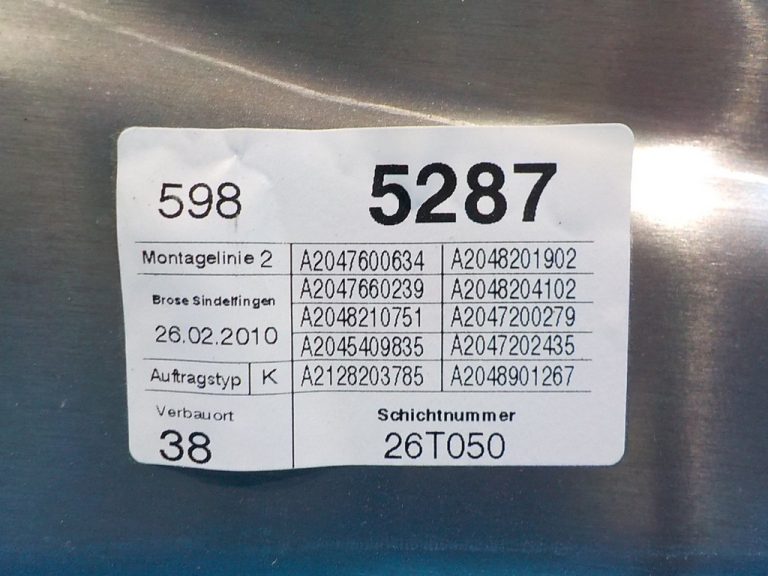 598 5287
Montagelinie 2 A2047600634 A2048201902
A2047660239 A2048204102
Brose Sindelfingen
A2048210751 A2047200279
26.02.2010
A2045409835 A2047202435
Auftragstyp K A2128203785 A2048901267
Verbauort Schichtnummer
38 26T050